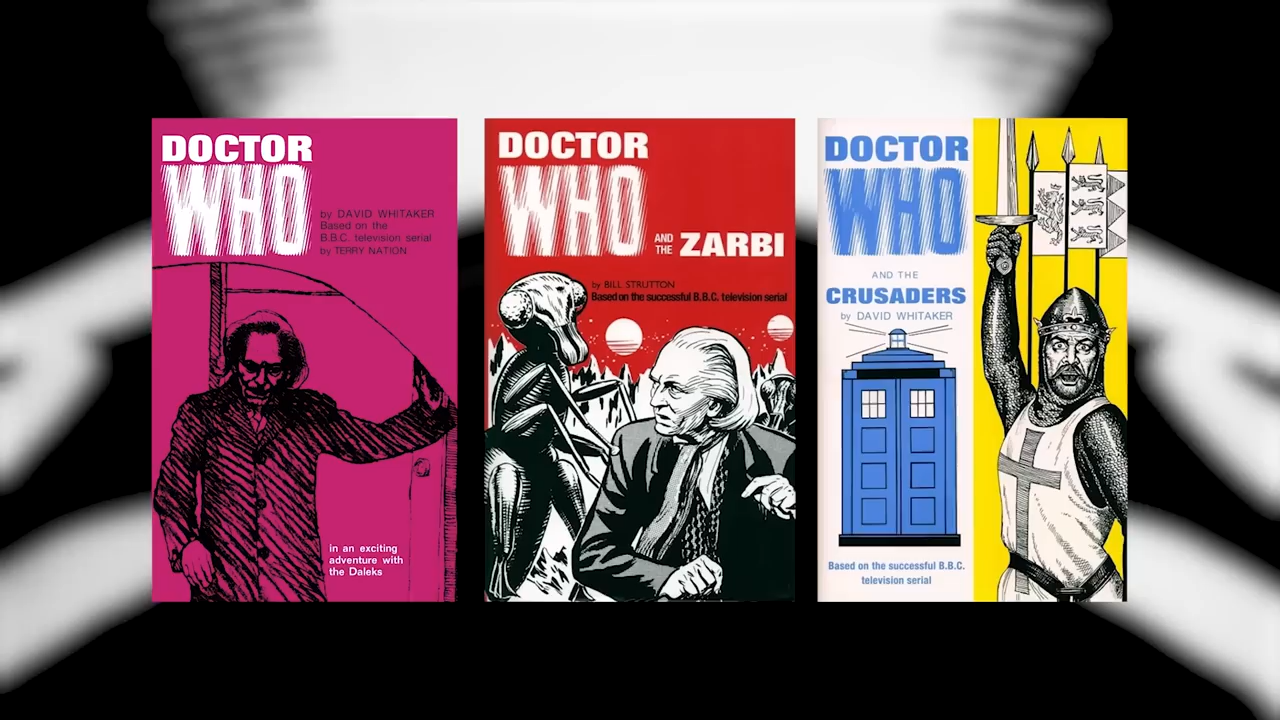 DOCTOR
WHO
by DAVID WHITAKER
Based on the
B.B.C. television serial
by TERRY NATION
in an exciting
adventure with
the Daleks
DOCTOR
WHO
AND
THE ZARBI
by BILL STRUTTON
Based on the successful B.B.C. television serial
DOCTOR
WHO
AND THE
CRUSADERS
by DAVID WHITAKER
Based on the successful B.B.C.
television serial